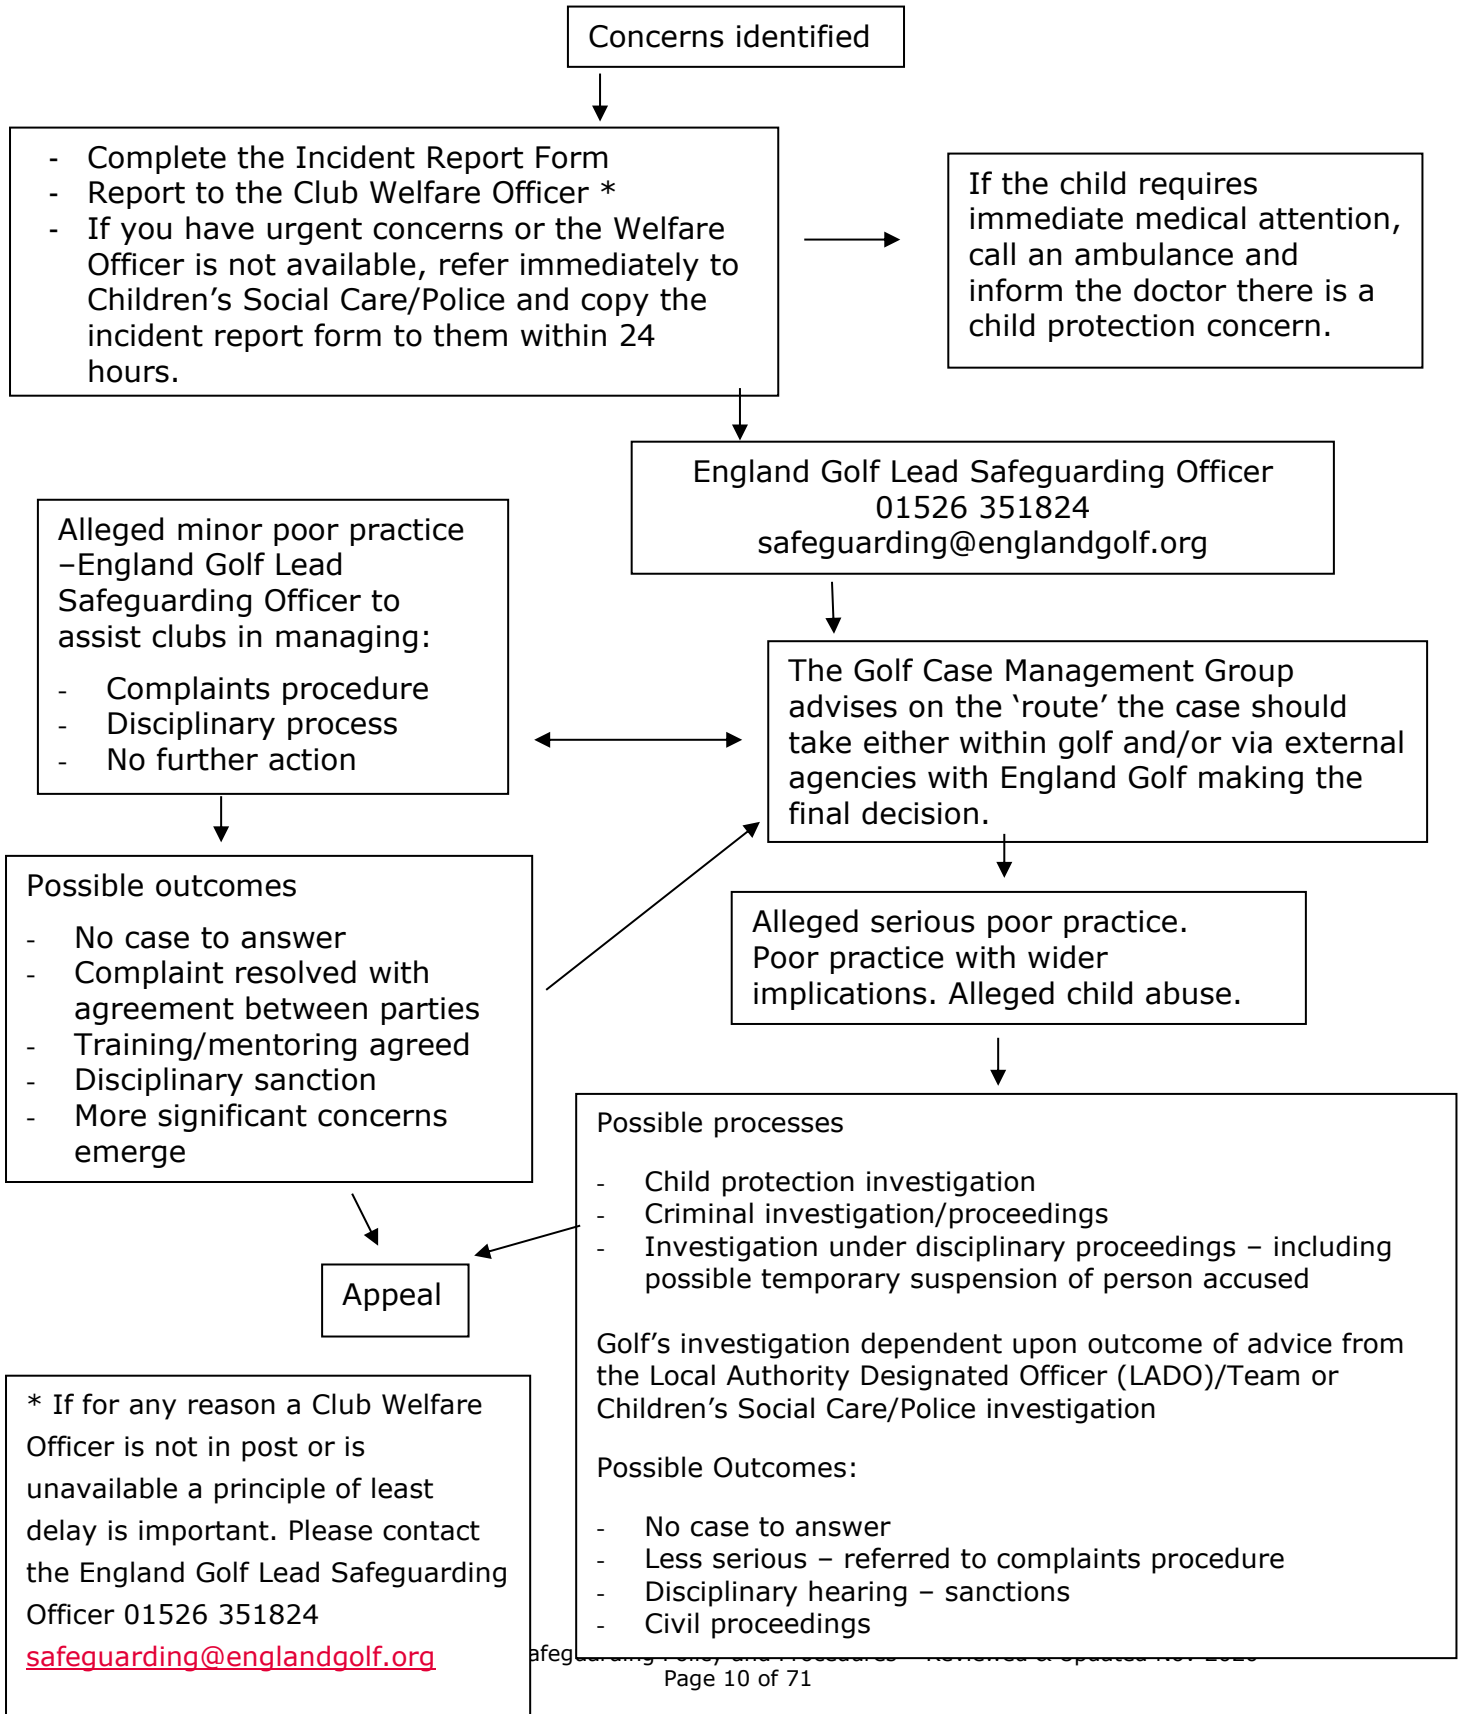 Concerns identified
- Complete the Incident Report Form
- Report to the Club Welfare Officer *
- If you have urgent concerns or the Welfare
Officer is not available, refer immediately to
Children’s Social Care/Police and copy the
incident report form to them within 24
hours.
If the child requires
immediate medical attention,
call an ambulance and
inform the doctor there is a
child protection concern.
England Golf Lead Safeguarding Officer
01526 351824
safeguarding@englandgolf.org
Alleged minor poor practice
–England Golf Lead
Safeguarding Officer to
assist clubs in managing:
- Complaints procedure
- Disciplinary process
- No further action
The Golf Case Management Group
advises on the ‘route’ the case should
take either within golf and/or via external
agencies with England Golf making the
final decision.
Possible outcomes
- No case to answer
- Complaint resolved with
agreement between parties
- Training/mentoring agreed
- Disciplinary sanction
- More significant concerns
emerge
Alleged serious poor practice.
Poor practice with wider
implications. Alleged child abuse.
Possible processes
- Child protection investigation
- Criminal investigation/proceedings
- Investigation under disciplinary proceedings – including
possible temporary suspension of person accused
Golf’s investigation dependent upon outcome of advice from
the Local Authority Designated Officer (LADO)/Team or
Children’s Social Care/Police investigation
Possible Outcomes:
- No case to answer
- Less serious – referred to complaints procedure
- Disciplinary hearing – sanctions
- Civil proceedings
Appeal
* If for any reason a Club Welfare
Officer is not in post or is
unavailable a principle of least
delay is important. Please contact
the England Golf Lead Safeguarding
Officer 01526 351824
safeguarding@englandgolf.org
Page 10 of 71